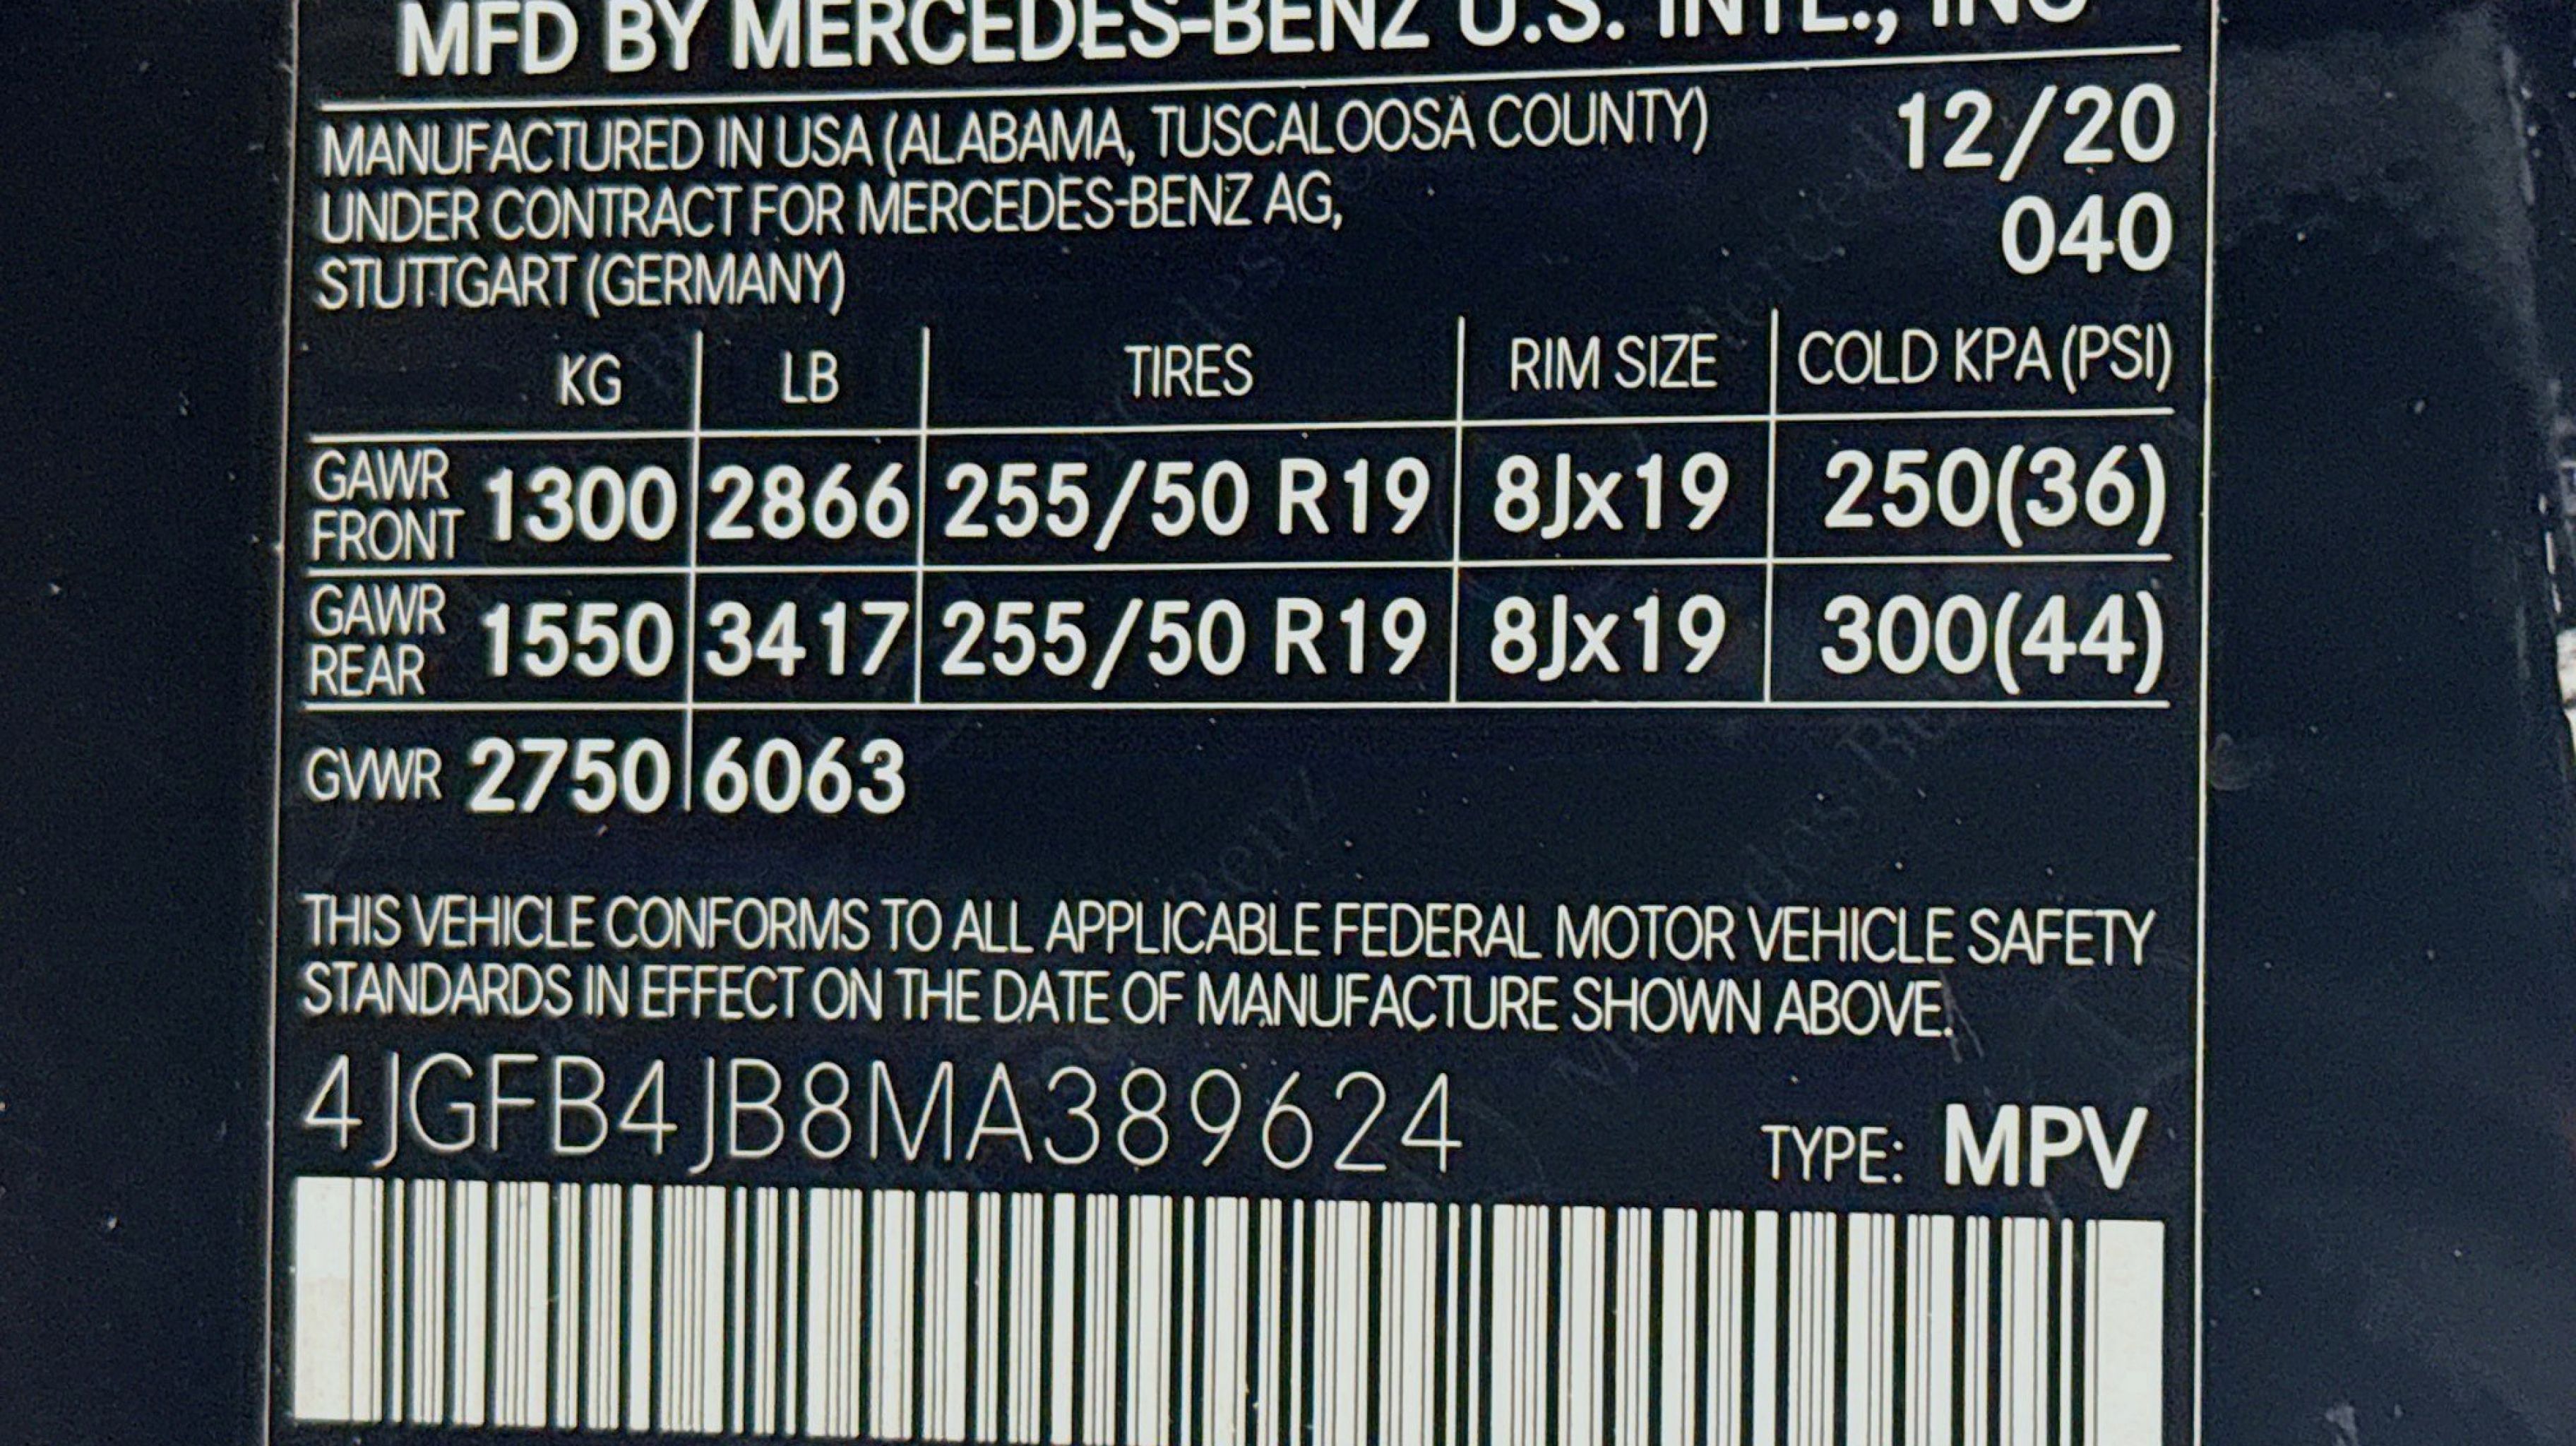 MFD BY MERCEDES-BENZ U.S. INTL., INC
MANUFACTURED IN USA (ALABAMA, TUSCALOOSA COUNTY)
UNDER CONTRACT FOR MERCEDES-BENZ AG,
STUTTGART (GERMANY)
12/20
040
KG LB TIRES RIM SIZE COLD KPA (PSI)
GAWR FRONT 1300 2866 255/50 R19 8Jx19 250(36)
GAWR REAR 1550 3417 255/50 R19 8Jx19 300(44)
GVWR 2750 6063
THIS VEHICLE CONFORMS TO ALL APPLICABLE FEDERAL MOTOR VEHICLE SAFETY
STANDARDS IN EFFECT ON THE DATE OF MANUFACTURE SHOWN ABOVE.
4JGFB4JB8MA389624
TYPE: MPV